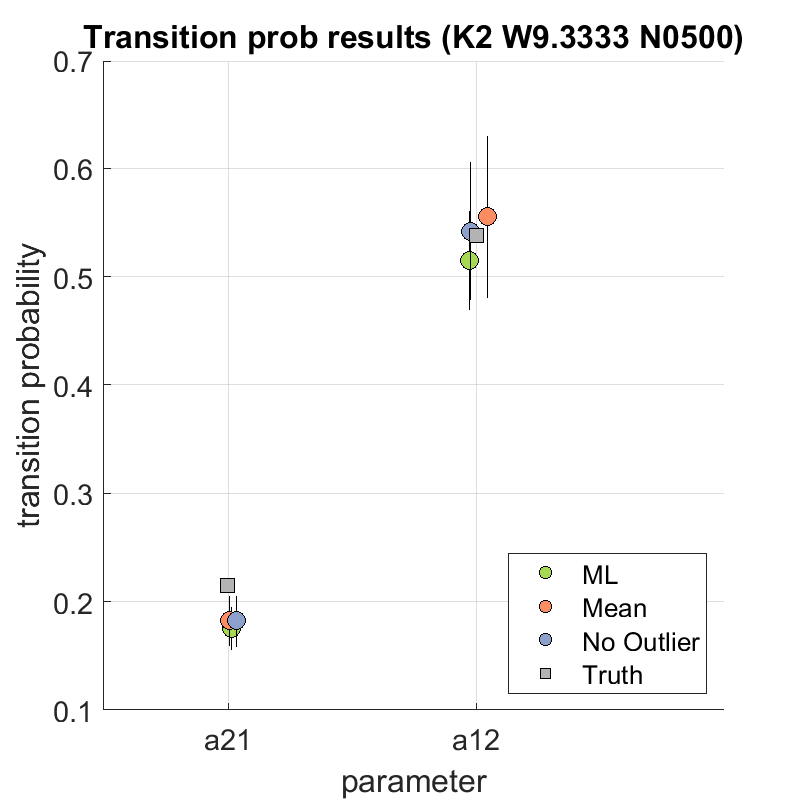 Transition prob results (K2 W9.3333 N0500)
0.7
0.6
0.5
0.4
0.3
0.2
0.1
transition probability
ML
Mean
No Outlier
Truth
a21
a12
parameter